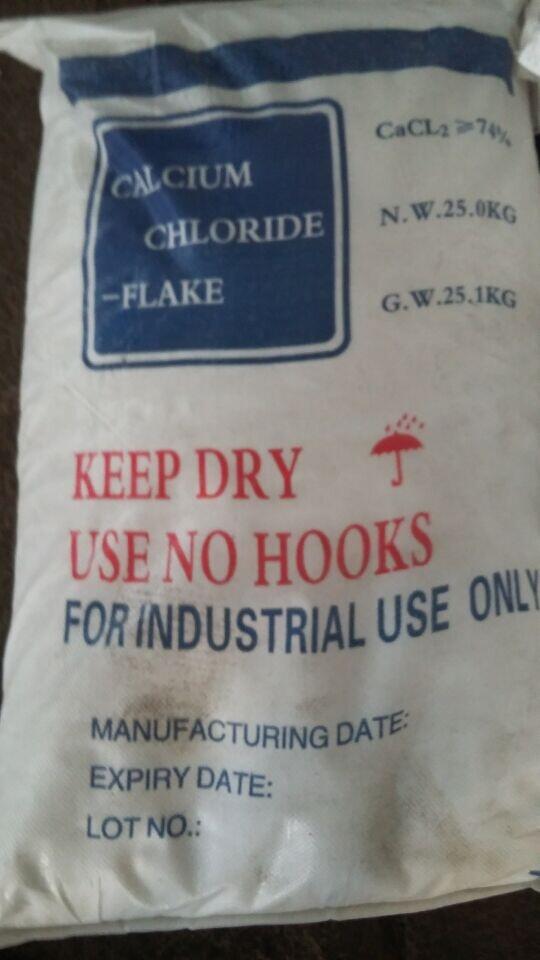 CALCIUM
CHLORIDE
-FLAKE
CaCL₂ ≥74%
N.W.25.0KG
G.W.25.1KG
KEEP DRY
USE NO HOOKS
FOR INDUSTRIAL USE ONLY
MANUFACTURING DATE:
EXPIRY DATE:
LOT NO.: